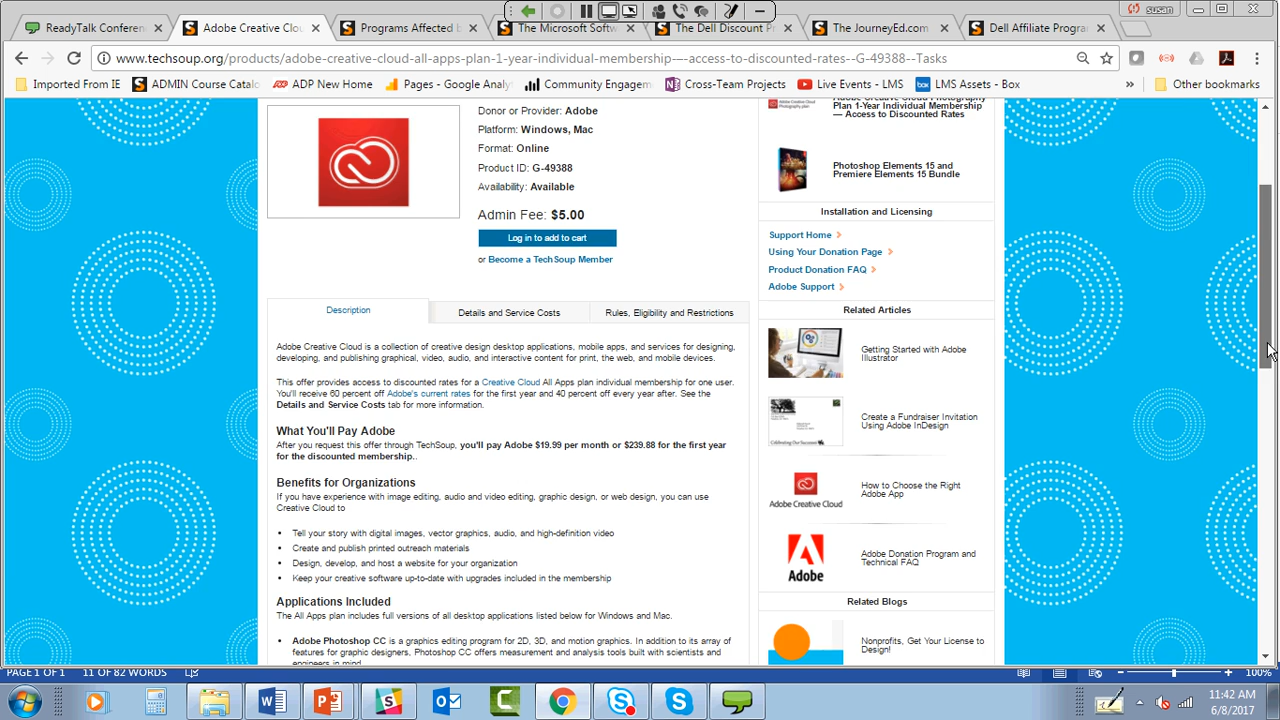 susan
ReadyTalk Conferen
Adobe Creative Clo
Programs Affected b
The Microsoft Softw
The Dell Discount P
The JourneyEd.com
Dell Affiliate Progra
www.techsoup.org/products/adobe-creative-cloud-all-apps-plan-1-year-individual-membership-–-access-to-discounted-rates--G-49388--Tasks
Imported From IE
ADMIN Course Catalo
ADP New Home
Pages - Google Analy
Community Engagem
Cross-Team Projects
Live Events - LMS
LMS Assets - Box
»
Other bookmarks
Donor or Provider: Adobe
Platform: Windows, Mac
Format: Online
Product ID: G-49388
Availability: Available
Admin Fee: $5.00
Log in to add to cart
or Become a TechSoup Member
Description
Details and Service Costs
Rules, Eligibility and Restrictions
Adobe Creative Cloud is a collection of creative design desktop applications, mobile apps, and services for designing,
developing, and publishing graphical, video, audio, and interactive content for print, the web, and mobile devices.
This offer provides access to discounted rates for a Creative Cloud All Apps plan individual membership for one user.
You'll receive 60 percent off Adobe's current rates for the first year and 40 percent off every year after. See the
Details and Service Costs tab for more information.
What You'll Pay Adobe
After you request this offer through TechSoup, you'll pay Adobe $19.99 per month or $239.88 for the first year
for the discounted membership..
Benefits for Organizations
If you have experience with image editing, audio and video editing, graphic design, or web design, you can use
Creative Cloud to
• Tell your story with digital images, vector graphics, audio, and high-definition video
• Create and publish printed outreach materials
• Design, develop, and host a website for your organization
• Keep your creative software up-to-date with upgrades included in the membership
Applications Included
The All Apps plan includes full versions of all desktop applications listed below for Windows and Mac.
• Adobe Photoshop CC is a graphics editing program for 2D, 3D, and motion graphics. In addition to its array of
features for graphic designers, Photoshop CC offers measurement and analysis tools built with scientists and
engineers in mind
Adobe Creative Cloud Photography
Plan 1-Year Individual Membership
— Access to Discounted Rates
Photoshop Elements 15 and
Premiere Elements 15 Bundle
Installation and Licensing
Support Home
Using Your Donation Page
Product Donation FAQ
Adobe Support
Related Articles
Getting Started with Adobe
Illustrator
Create a Fundraiser Invitation
Using Adobe InDesign
Adobe Creative Cloud
How to Choose the Right
Adobe App
Adobe
Adobe Donation Program and
Technical FAQ
Related Blogs
Nonprofits, Get Your License to
Design!
PAGE 1 OF 1
11 OF 82 WORDS
100%
11:42 AM
6/8/2017